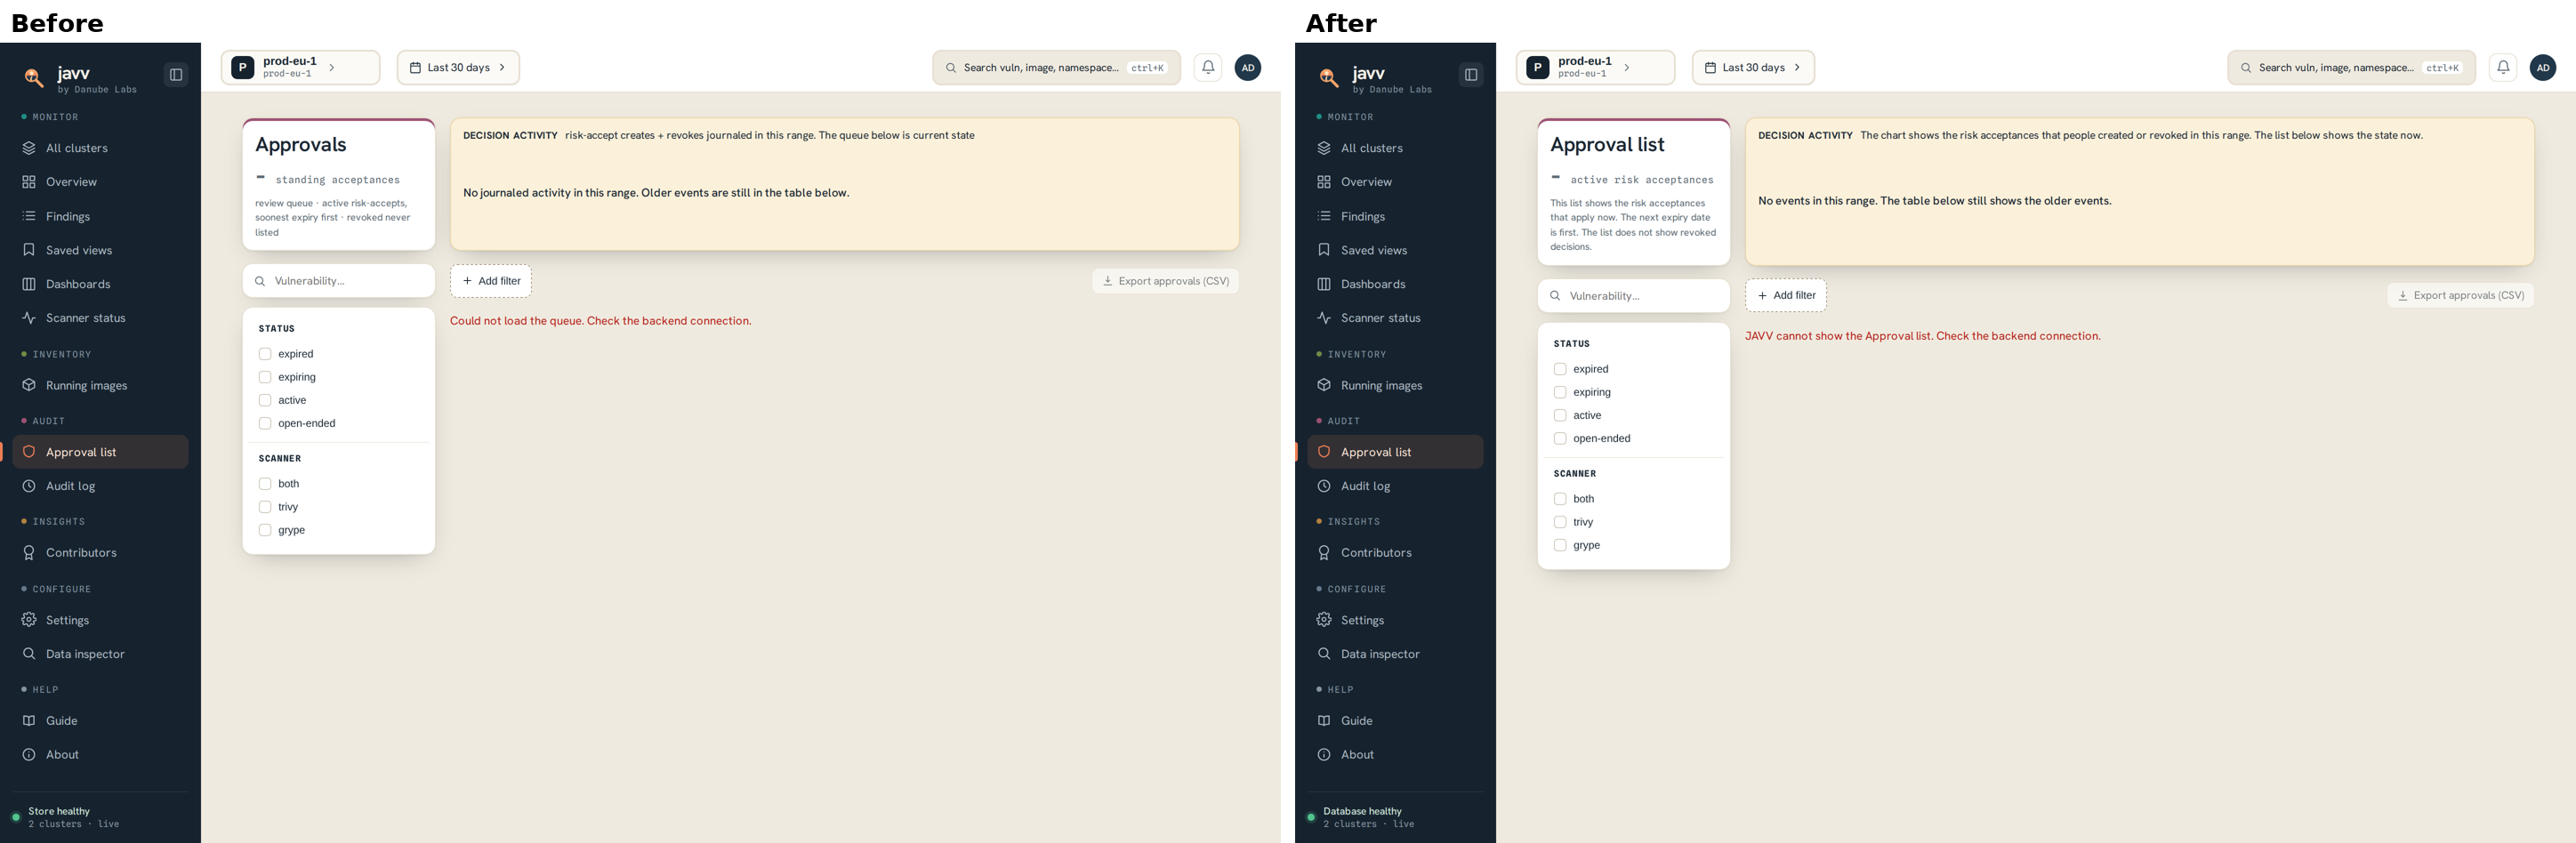 Before
javv
by Danube Labs
MONITOR
All clusters
Overview
Findings
Saved views
Dashboards
Scanner status
INVENTORY
Running images
AUDIT
Approval list
Audit log
INSIGHTS
Contributors
CONFIGURE
Settings
Data inspector
HELP
Guide
About
Store healthy
2 clusters · live
P
prod-eu-1
prod-eu-1
Last 30 days
Search vuln, image, namespace... ctrl+K
AD
Approvals
- standing acceptances
review queue · active risk-accepts,
soonest expiry first · revoked never
listed
DECISION ACTIVITY risk-accept creates + revokes journaled in this range. The queue below is current state
No journaled activity in this range. Older events are still in the table below.
Vulnerability...
Add filter
Export approvals (CSV)
Could not load the queue. Check the backend connection.
STATUS
expired
expiring
active
open-ended
SCANNER
both
trivy
grype
After
javv
by Danube Labs
MONITOR
All clusters
Overview
Findings
Saved views
Dashboards
Scanner status
INVENTORY
Running images
AUDIT
Approval list
Audit log
INSIGHTS
Contributors
CONFIGURE
Settings
Data inspector
HELP
Guide
About
Database healthy
2 clusters · live
P
prod-eu-1
prod-eu-1
Last 30 days
Search vuln, image, namespace... ctrl+K
AD
Approval list
- active risk acceptances
This list shows the risk acceptances
that apply now. The next expiry date
is first. The list does not show revoked
decisions.
DECISION ACTIVITY The chart shows the risk acceptances that people created or revoked in this range. The list below shows the state now.
No events in this range. The table below still shows the older events.
Vulnerability...
Add filter
Export approvals (CSV)
JAVV cannot show the Approval list. Check the backend connection.
STATUS
expired
expiring
active
open-ended
SCANNER
both
trivy
grype